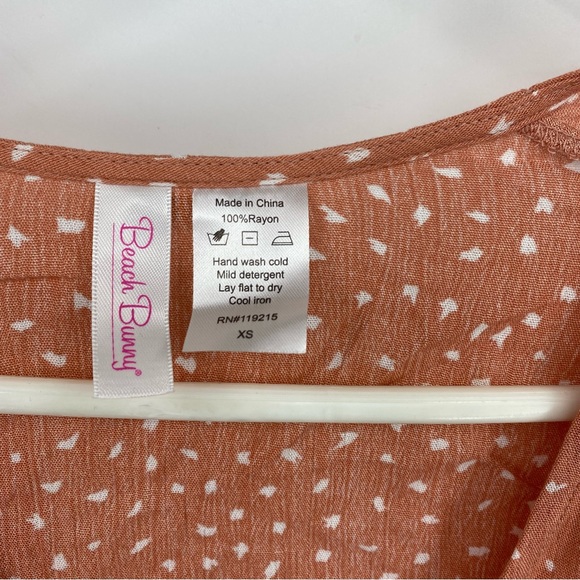 Beach Bunny®
Made in China
100%Rayon
Hand wash cold
Mild detergent
Lay flat to dry
Cool iron
RN#119215
XS